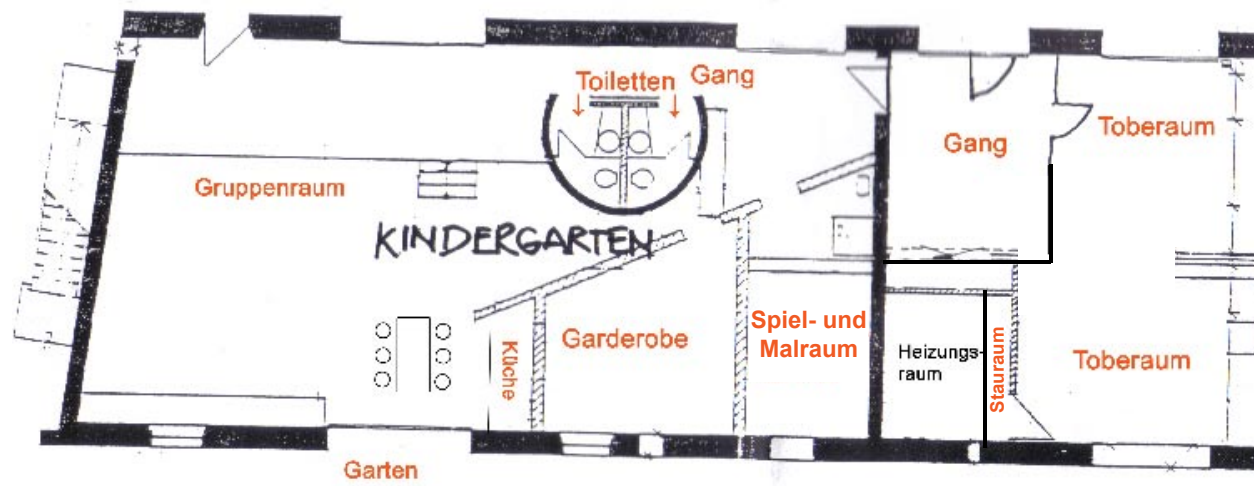 Toiletten
Gang
Gang
Toberaum
Gruppenraum
KINDERGARTEN
Garderobe
Küche
Spiel- und
Malraum
Heizungs-
raum
Stauraum
Toberaum
Garten